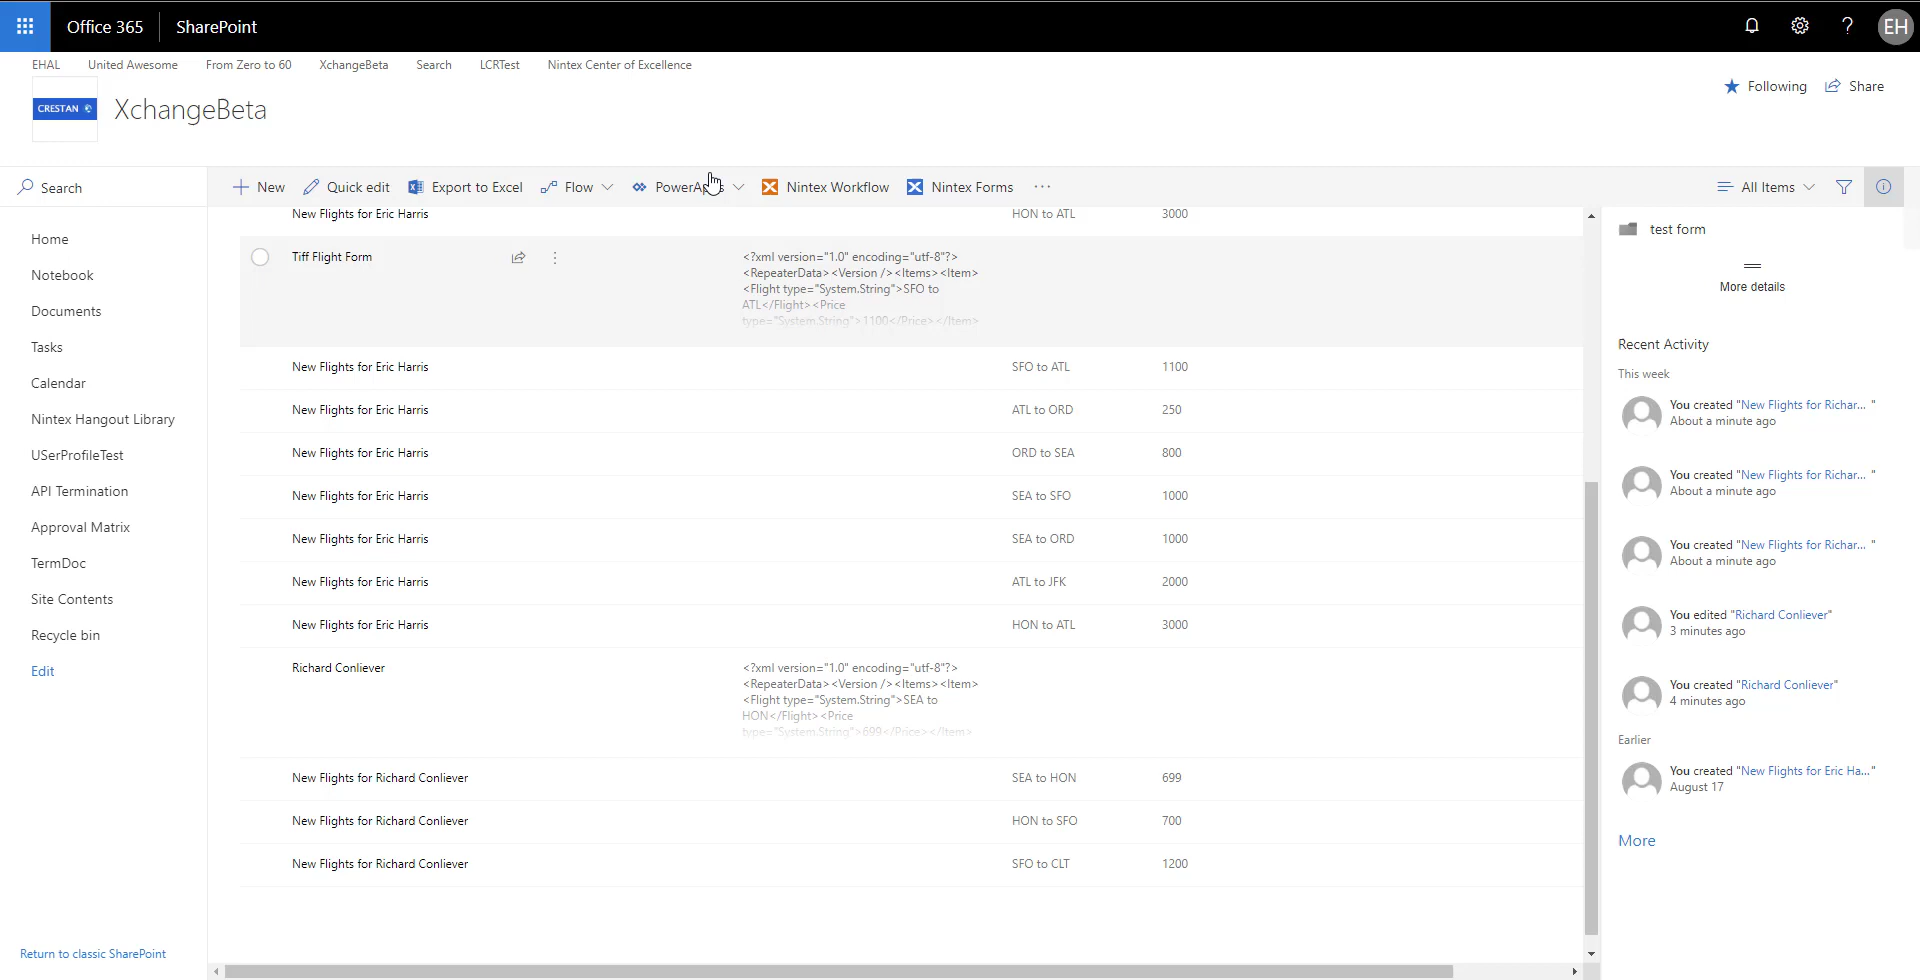 Office 365
SharePoint
EH
EHAL
United Awesome
From Zero to 60
XchangeBeta
Search
LCRTest
Nintex Center of Excellence
CRESTAN
XchangeBeta
Following
Share
Search
New
Quick edit
Export to Excel
Flow
PowerApps
Nintex Workflow
Nintex Forms
All Items
Home
Notebook
Documents
Tasks
Calendar
Nintex Hangout Library
USerProfileTest
API Termination
Approval Matrix
TermDoc
Site Contents
Recycle bin
Edit
Return to classic SharePoint
New Flights for Eric Harris HON to ATL 3000
Tiff Flight Form
<?xml version="1.0" encoding="utf-8"?>
<RepeaterData><Version /><Items><Item>
<Flight type="System.String">SFO to
ATL</Flight><Price
type="System.String">1100</Price></Item>
New Flights for Eric Harris SFO to ATL 1100
New Flights for Eric Harris ATL to ORD 250
New Flights for Eric Harris ORD to SEA 800
New Flights for Eric Harris SEA to SFO 1000
New Flights for Eric Harris SEA to ORD 1000
New Flights for Eric Harris ATL to JFK 2000
New Flights for Eric Harris HON to ATL 3000
Richard Conliever
<?xml version="1.0" encoding="utf-8"?>
<RepeaterData><Version /><Items><Item>
<Flight type="System.String">SEA to
HON</Flight><Price
type="System.String">699</Price></Item>
New Flights for Richard Conliever SEA to HON 699
New Flights for Richard Conliever HON to SFO 700
New Flights for Richard Conliever SFO to CLT 1200
test form
More details
Recent Activity
This week
You created "New Flights for Richar... "
About a minute ago
You created "New Flights for Richar... "
About a minute ago
You created "New Flights for Richar... "
About a minute ago
You edited "Richard Conliever"
3 minutes ago
You created "Richard Conliever"
4 minutes ago
Earlier
You created "New Flights for Eric Ha..."
August 17
More